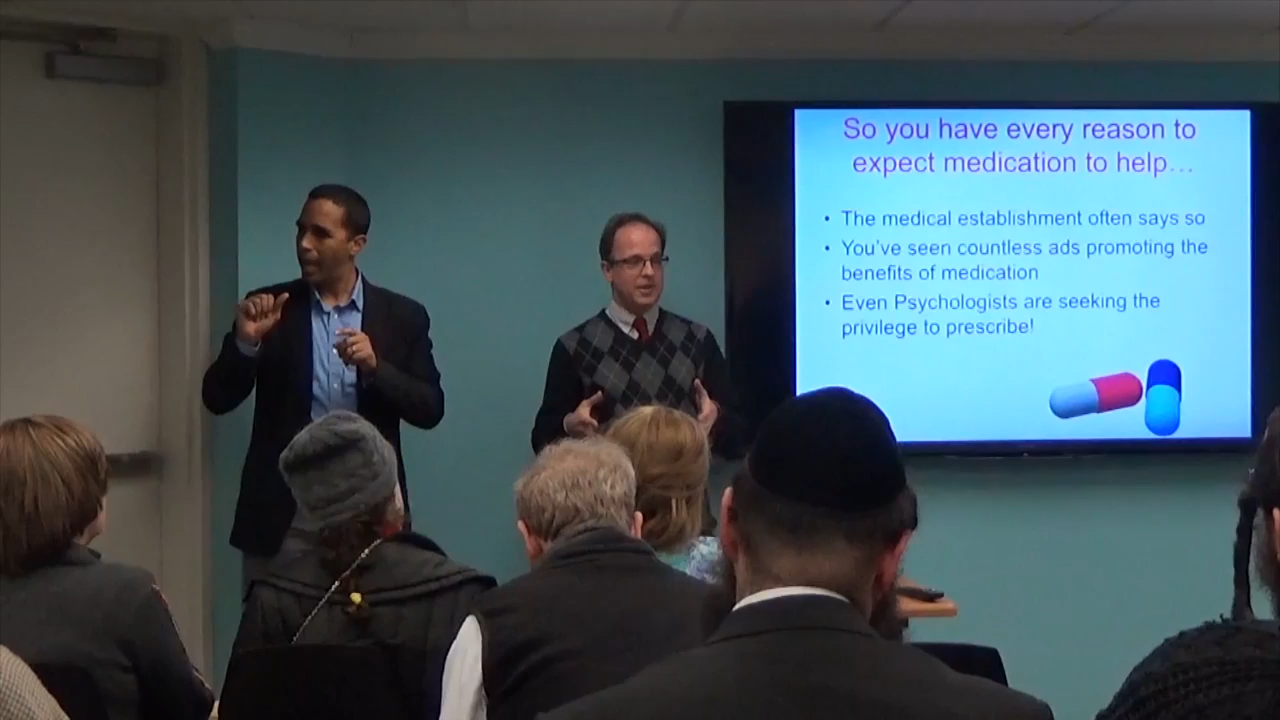 So you have every reason to
expect medication to help…
• The medical establishment often says so
• You've seen countless ads promoting the
benefits of medication
• Even Psychologists are seeking the
privilege to prescribe!